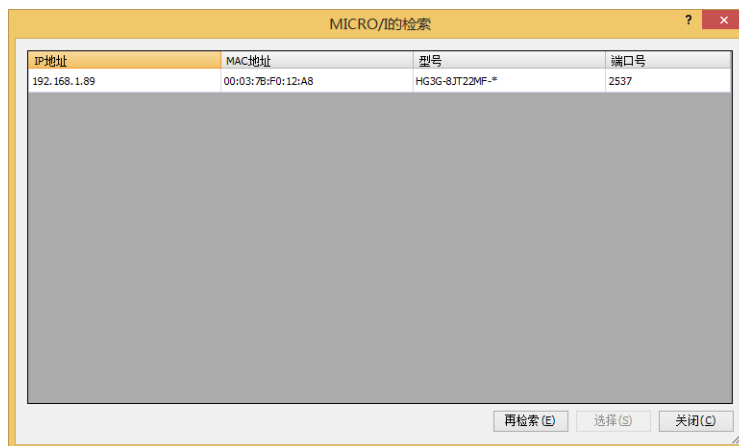 MICRO/I的检索
? ×
IP地址 MAC地址 型号 端口号
192.168.1.89 00:03:7B:F0:12:A8 HG3G-8JT22MF-* 2537
再检索(E) 选择(S) 关闭(C)